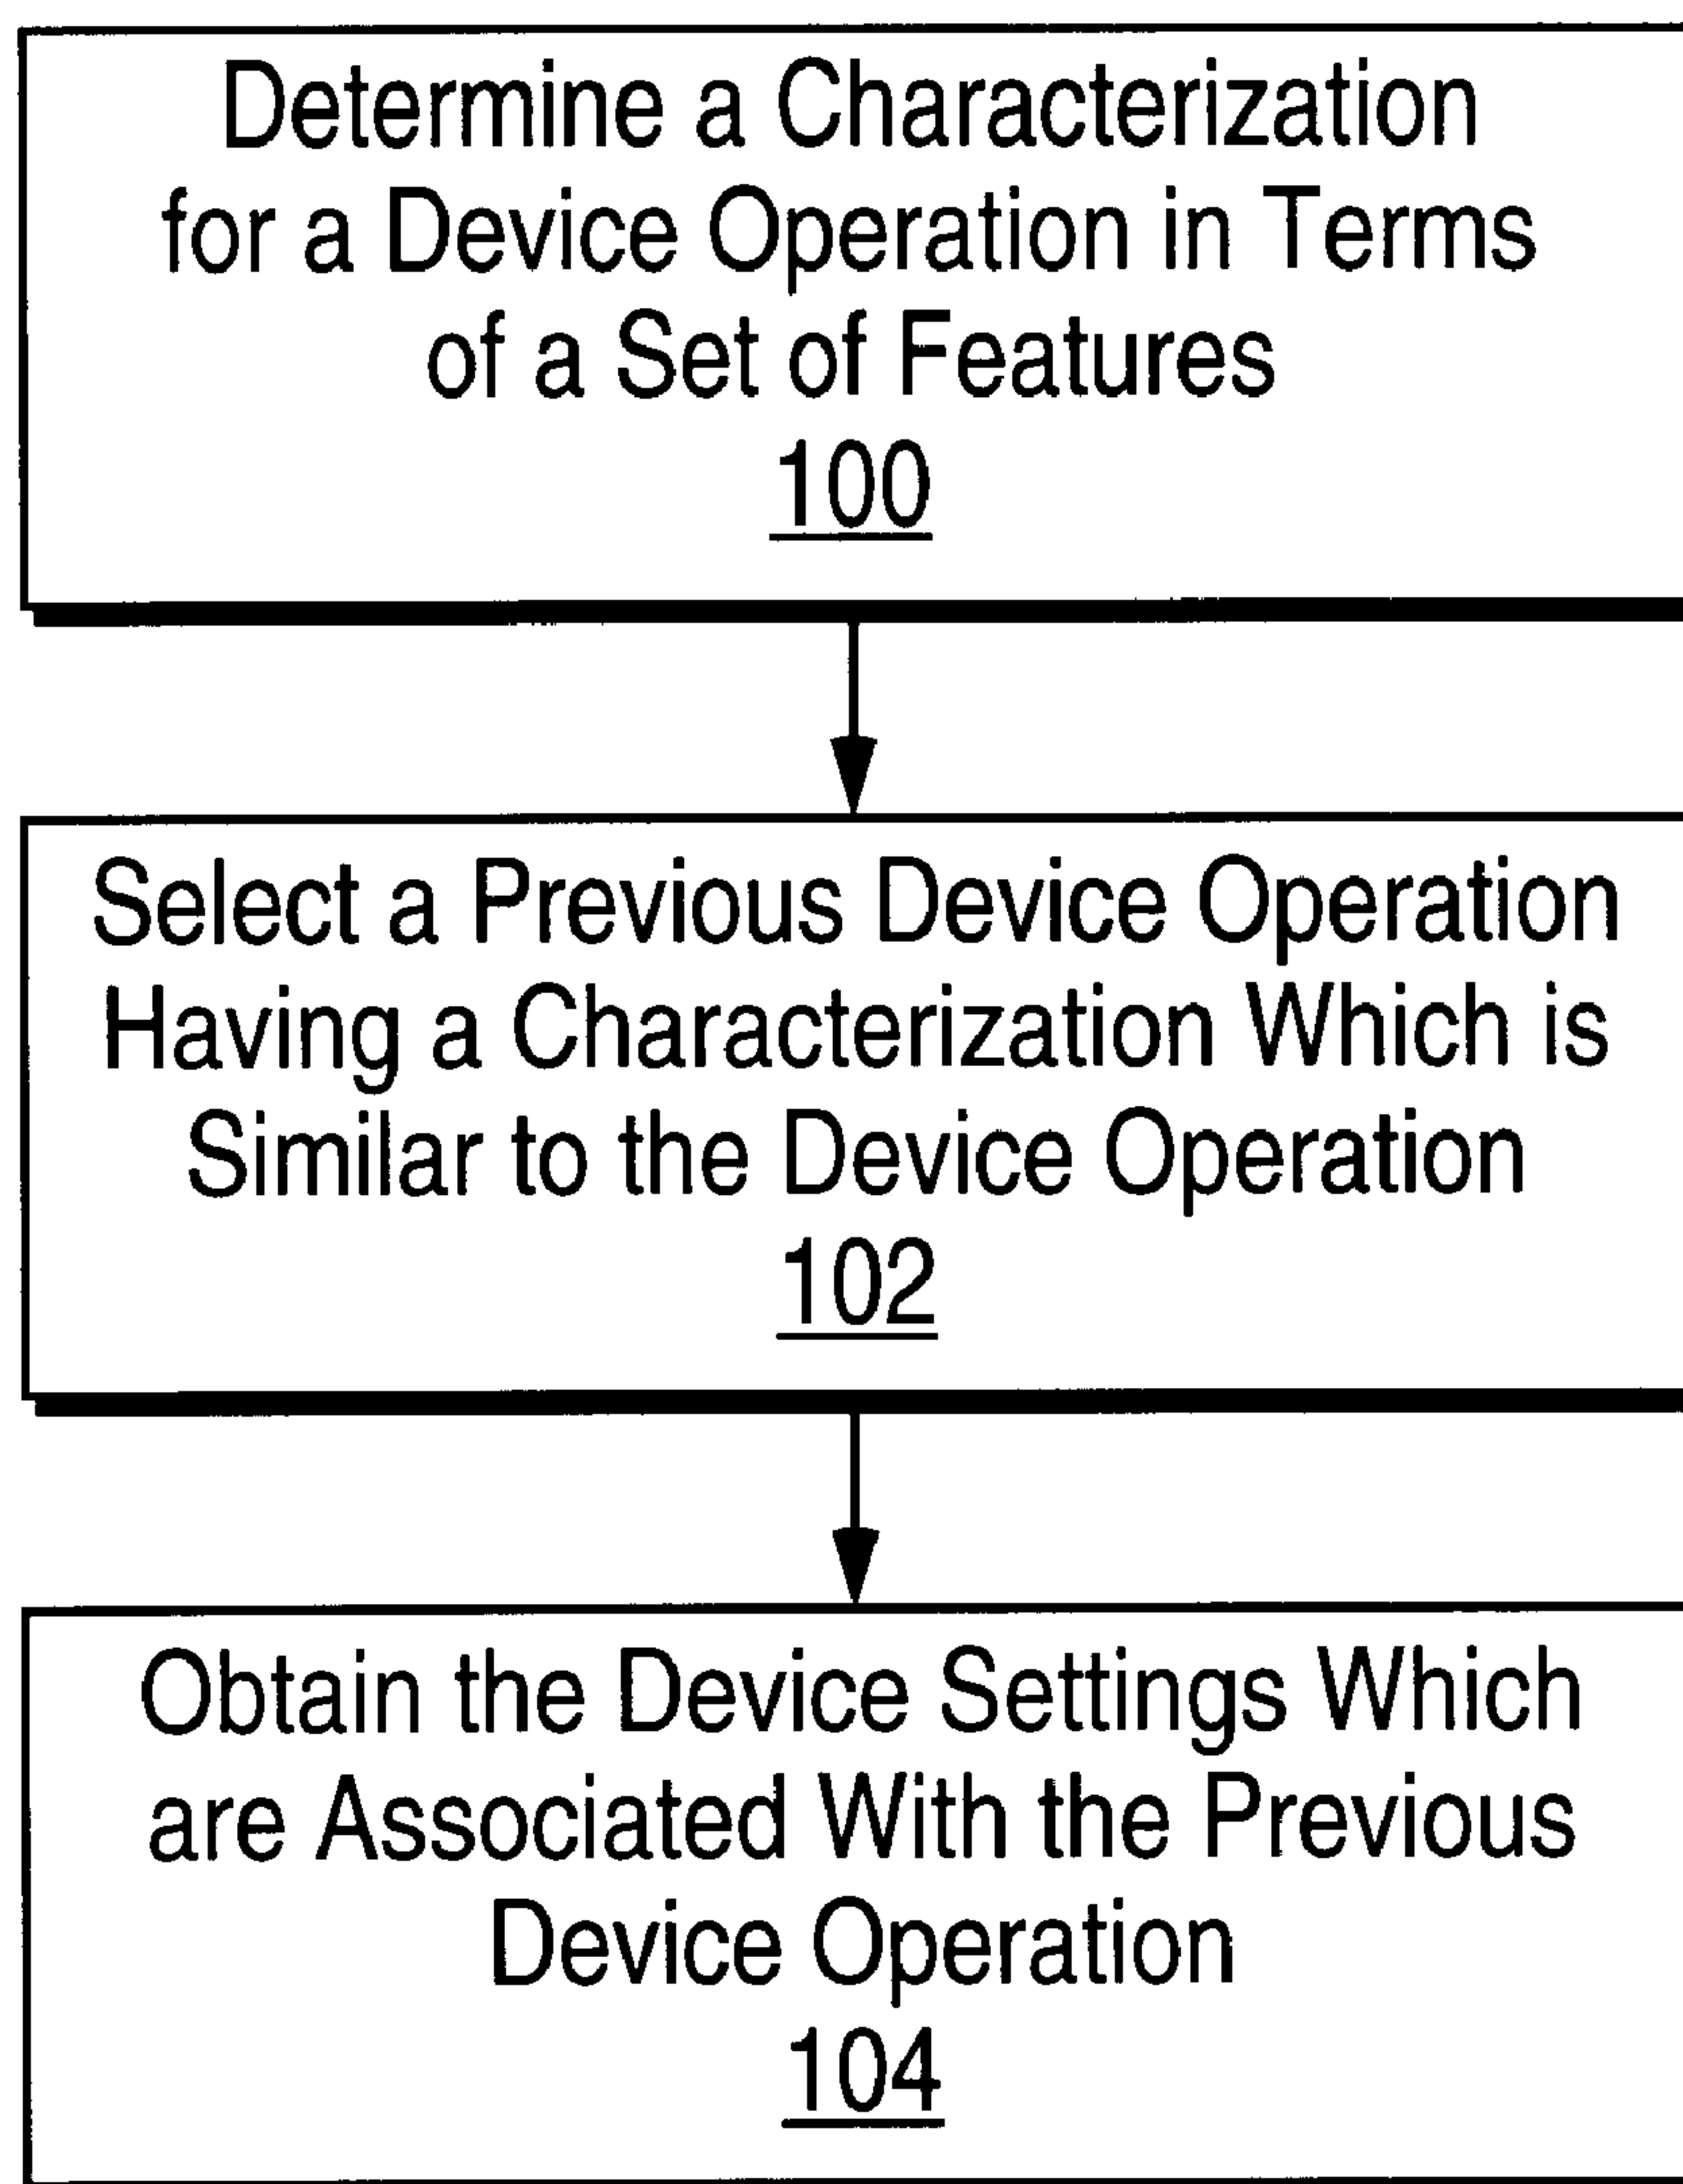 Determine a Characterization
for a Device Operation in Terms
of a Set of Features
100
Select a Previous Device Operation
Having a Characterization Which is
Similar to the Device Operation
102
Obtain the Device Settings Which
are Associated With the Previous
Device Operation
104